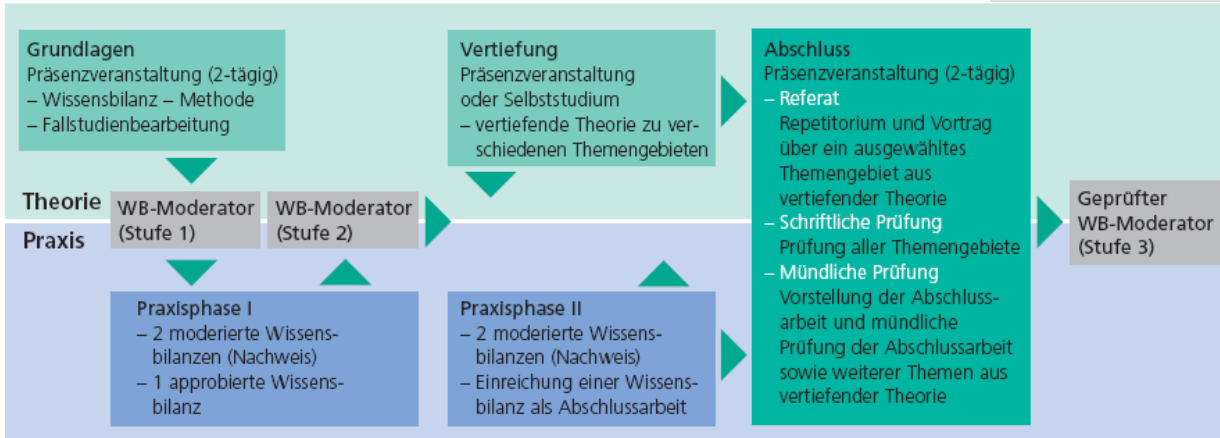 Grundlagen
Präsenzveranstaltung (2-tägig)
– Wissensbilanz – Methode
– Fallstudienbearbeitung
Vertiefung
Präsenzveranstaltung
oder Selbststudium
– vertiefende Theorie zu ver-
schiedenen Themengebieten
Abschluss
Präsenzveranstaltung (2-tägig)
– Referat
Repetitorium und Vortrag
über ein ausgewähltes
Themengebiet aus
vertiefender Theorie
– Schriftliche Prüfung
Prüfung aller Themengebiete
– Mündliche Prüfung
Vorstellung der Abschluss-
arbeit und mündliche
Prüfung der Abschlussarbeit
sowie weiterer Themen aus
vertiefender Theorie
Theorie
Praxis
WB-Moderator
(Stufe 1)
WB-Moderator
(Stufe 2)
Geprüfter
WB-Moderator
(Stufe 3)
Praxisphase I
– 2 moderierte Wissens-
bilanzen (Nachweis)
– 1 approbierte Wissens-
bilanz
Praxisphase II
– 2 moderierte Wissens-
bilanzen (Nachweis)
– Einreichung einer Wissens-
bilanz als Abschlussarbeit